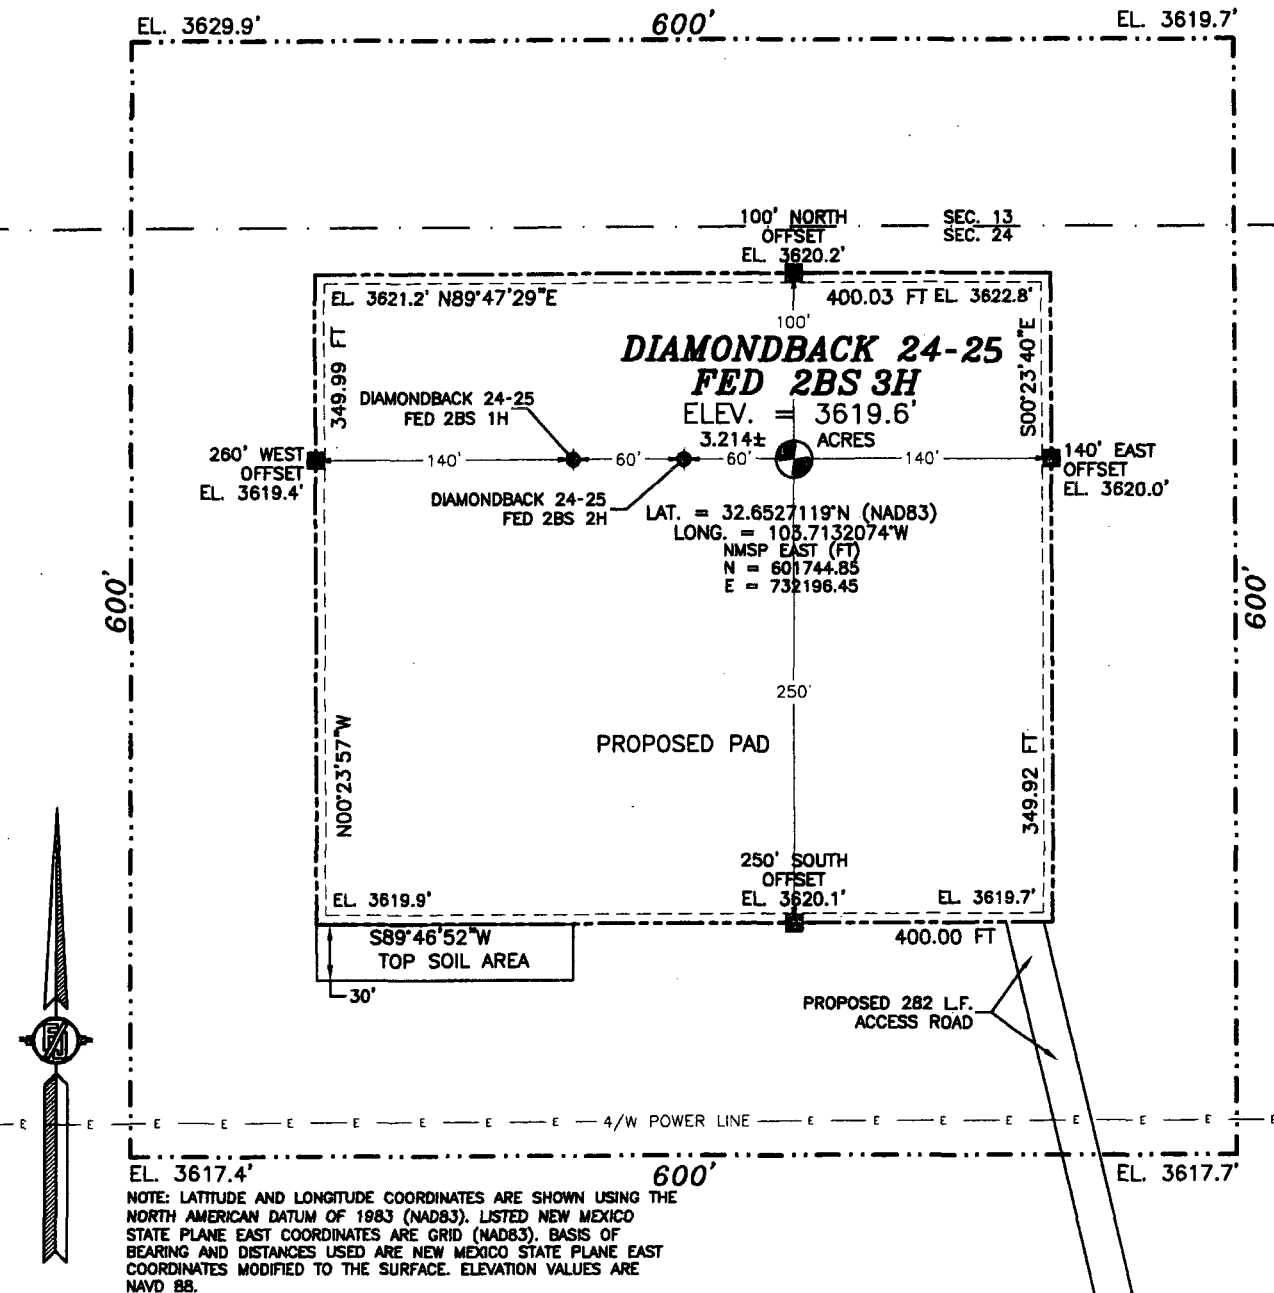 EL. 3629.9'
600'
EL. 3619.7'
100' NORTH
OFFSET
EL. 3620.2'
SEC. 13
SEC. 24
EL. 3621.2' N89°47'29"E
400.03 FT EL. 3622.8'
349.99 FT
100'
S00°23'40"E
DIAMONDBACK 24-25
FED 2BS 3H
ELEV. = 3619.6'
3.214± ACRES
DIAMONDBACK 24-25
FED 2BS 1H
260' WEST
OFFSET
EL. 3619.4'
140'
60'
60'
140'
140' EAST
OFFSET
EL. 3620.0'
DIAMONDBACK 24-25
FED 2BS 2H
LAT. = 32.6527119°N (NAD83)
LONG. = 103.7132074°W
NMSP EAST (FT)
N = 601744.85
E = 732196.45
600'
600'
250'
PROPOSED PAD
N00°23'57"W
349.92 FT
250' SOUTH
OFFSET
EL. 3620.1'
EL. 3619.9'
EL. 3619.7'
S89°46'52"W
400.00 FT
TOP SOIL AREA
30'
PROPOSED 282 L.F.
ACCESS ROAD
E E E E E E E E E 4/W POWER LINE E E E E E E E E
EL. 3617.4'
600'
EL. 3617.7'
NOTE: LATITUDE AND LONGITUDE COORDINATES ARE SHOWN USING THE
NORTH AMERICAN DATUM OF 1983 (NAD83). LISTED NEW MEXICO
STATE PLANE EAST COORDINATES ARE GRID (NAD83). BASIS OF
BEARING AND DISTANCES USED ARE NEW MEXICO STATE PLANE EAST
COORDINATES MODIFIED TO THE SURFACE. ELEVATION VALUES ARE
NAVD 88.